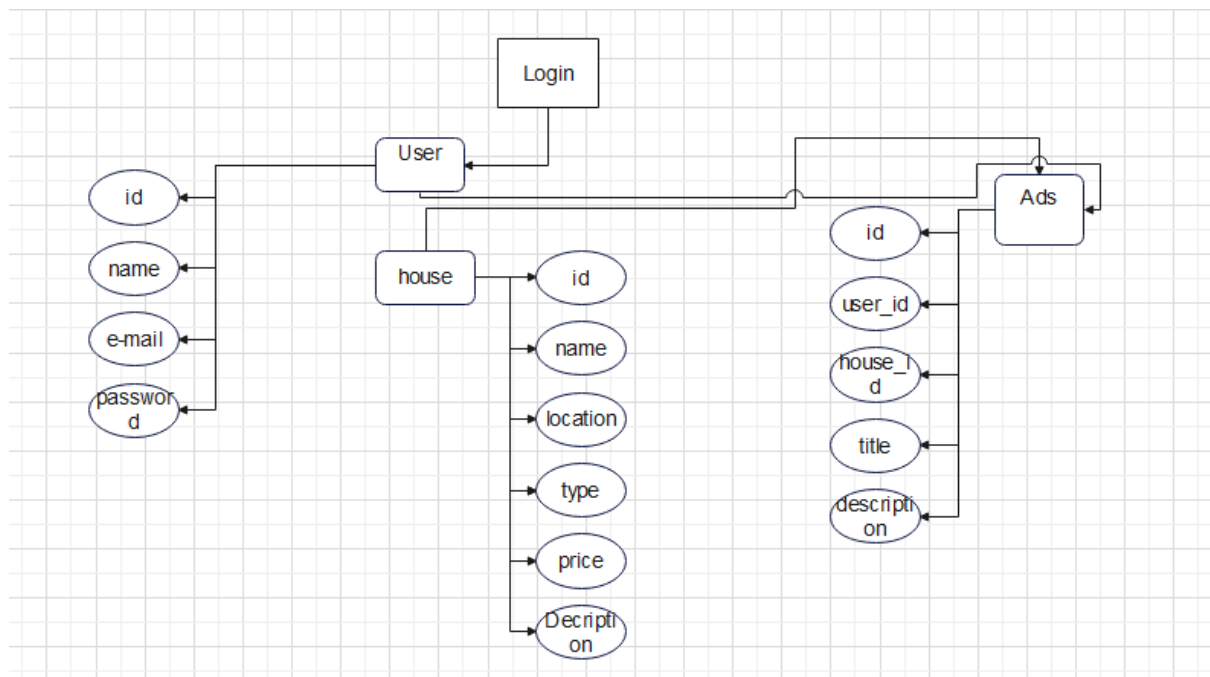 Login
User
id
name
e-mail
passwor
d
house
id
name
location
type
price
Decripti
on
Ads
id
user_id
house_i
d
title
descripti
on